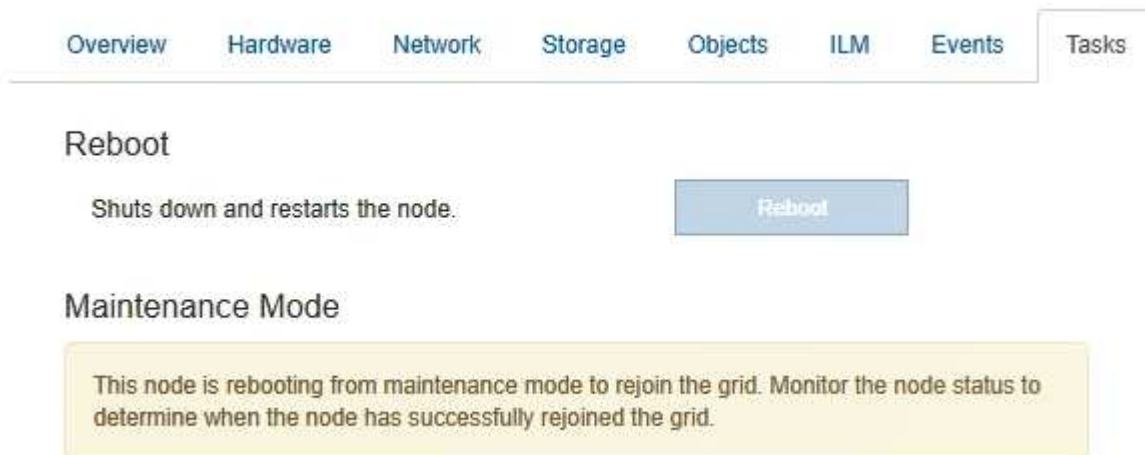 Overview Hardware Network Storage Objects ILM Events Tasks
Reboot
Shuts down and restarts the node. Reboot
Maintenance Mode
This node is rebooting from maintenance mode to rejoin the grid. Monitor the node status to
determine when the node has successfully rejoined the grid.